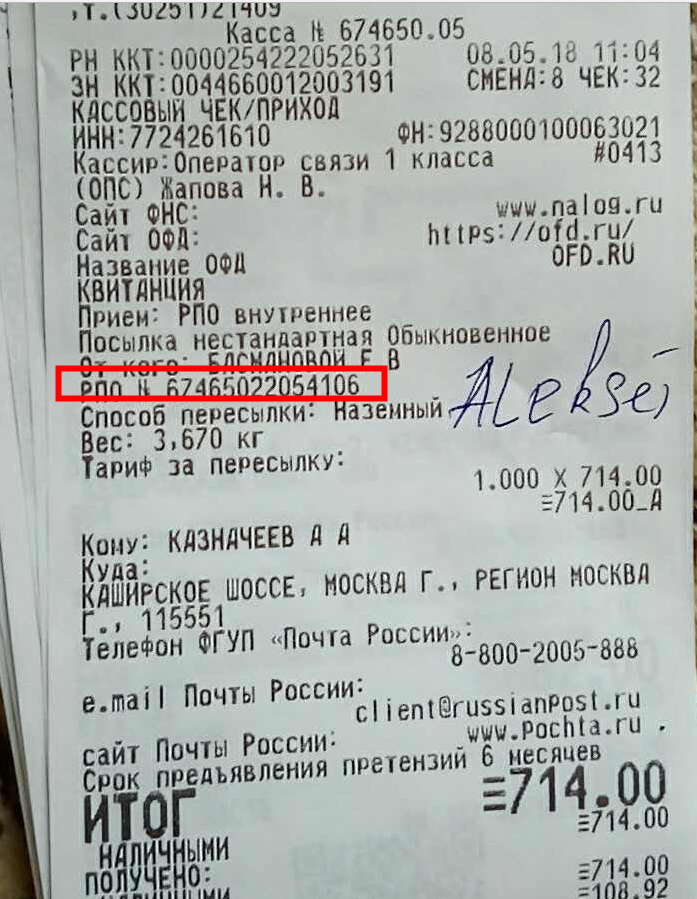 ,т.(30251)21409
Касса № 674650.05
РН ККТ:0000254222052631 08.05.18 11:04
ЗН ККТ:00446600012003191 СМЕНА:8 ЧЕК:32
КАССОВЫЙ ЧЕК/ПРИХОД
ИНН:7724261610 ФН:9288000100063021
Кассир:Оператор связи 1 класса #0413
(ОПС) Жапова Н. В.
Сайт ФНС: www.nalog.ru
Сайт ОФД: https://ofd.ru/
Название ОФД OFD.RU
КВИТАНЦИЯ
Прием: РПО внутреннее
Посылка нестандартная Обыкновенное
От кого: БАСМАНОВОЙ Е В
РПО № 67465022054106
Способ пересылки: Наземный
Aleksei
Вес: 3,670 кг
Тариф за пересылку:
1.000 X 714.00
≡714.00_А
Кому: КАЗНАЧЕЕВ А А
Куда:
КАШИРСКОЕ ШОССЕ, МОСКВА Г., РЕГИОН МОСКВА
Г., 115551
Телефон ФГУП «Почта России»:
8-800-2005-888
e.mail Почты России:
client@russianpost.ru
сайт Почты России: www.pochta.ru .
Срок предъявления претензий 6 месяцев
ИТОГ ≡714.00
НАЛИЧНЫМИ ≡714.00
ПОЛУЧЕНО:
НАЛИЧНЫМИ ≡714.00
≡108.92